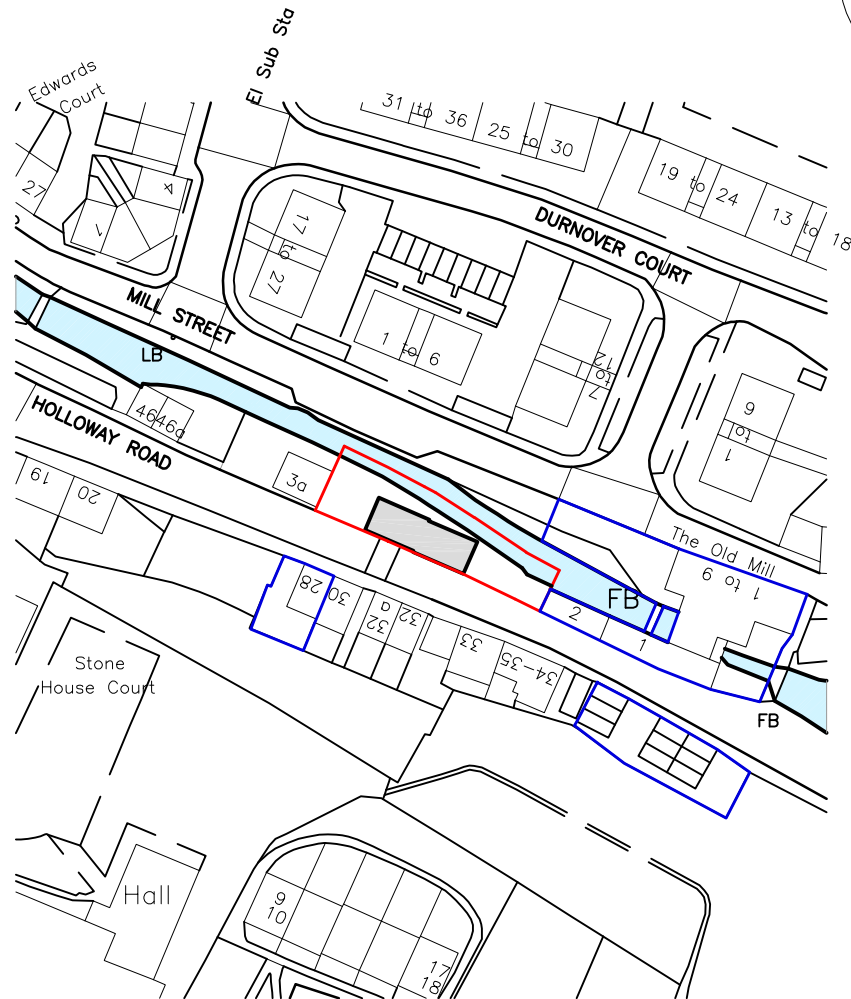 El Sub Sta
Edwards
Court
31 to 36
25 to 30
19 to 24
13 to 18
27
1
4
17
to
27
DURNOVER COURT
MILL STREET
LB
1 to 6
7
to
12
1
to
6
HOLLOWAY ROAD
46
46a
3a
19
20
The Old Mill
1 to 9
FB
2
1
28
30
32
a
32
33
34-35
Stone
House Court
FB
Hall
9
10
17
18